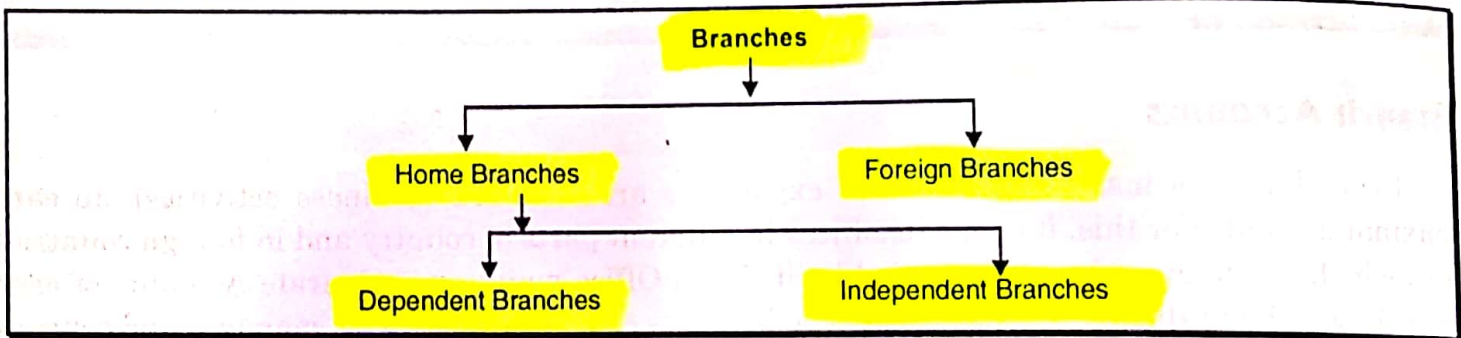 Branches
Home Branches
Foreign Branches
Dependent Branches
Independent Branches